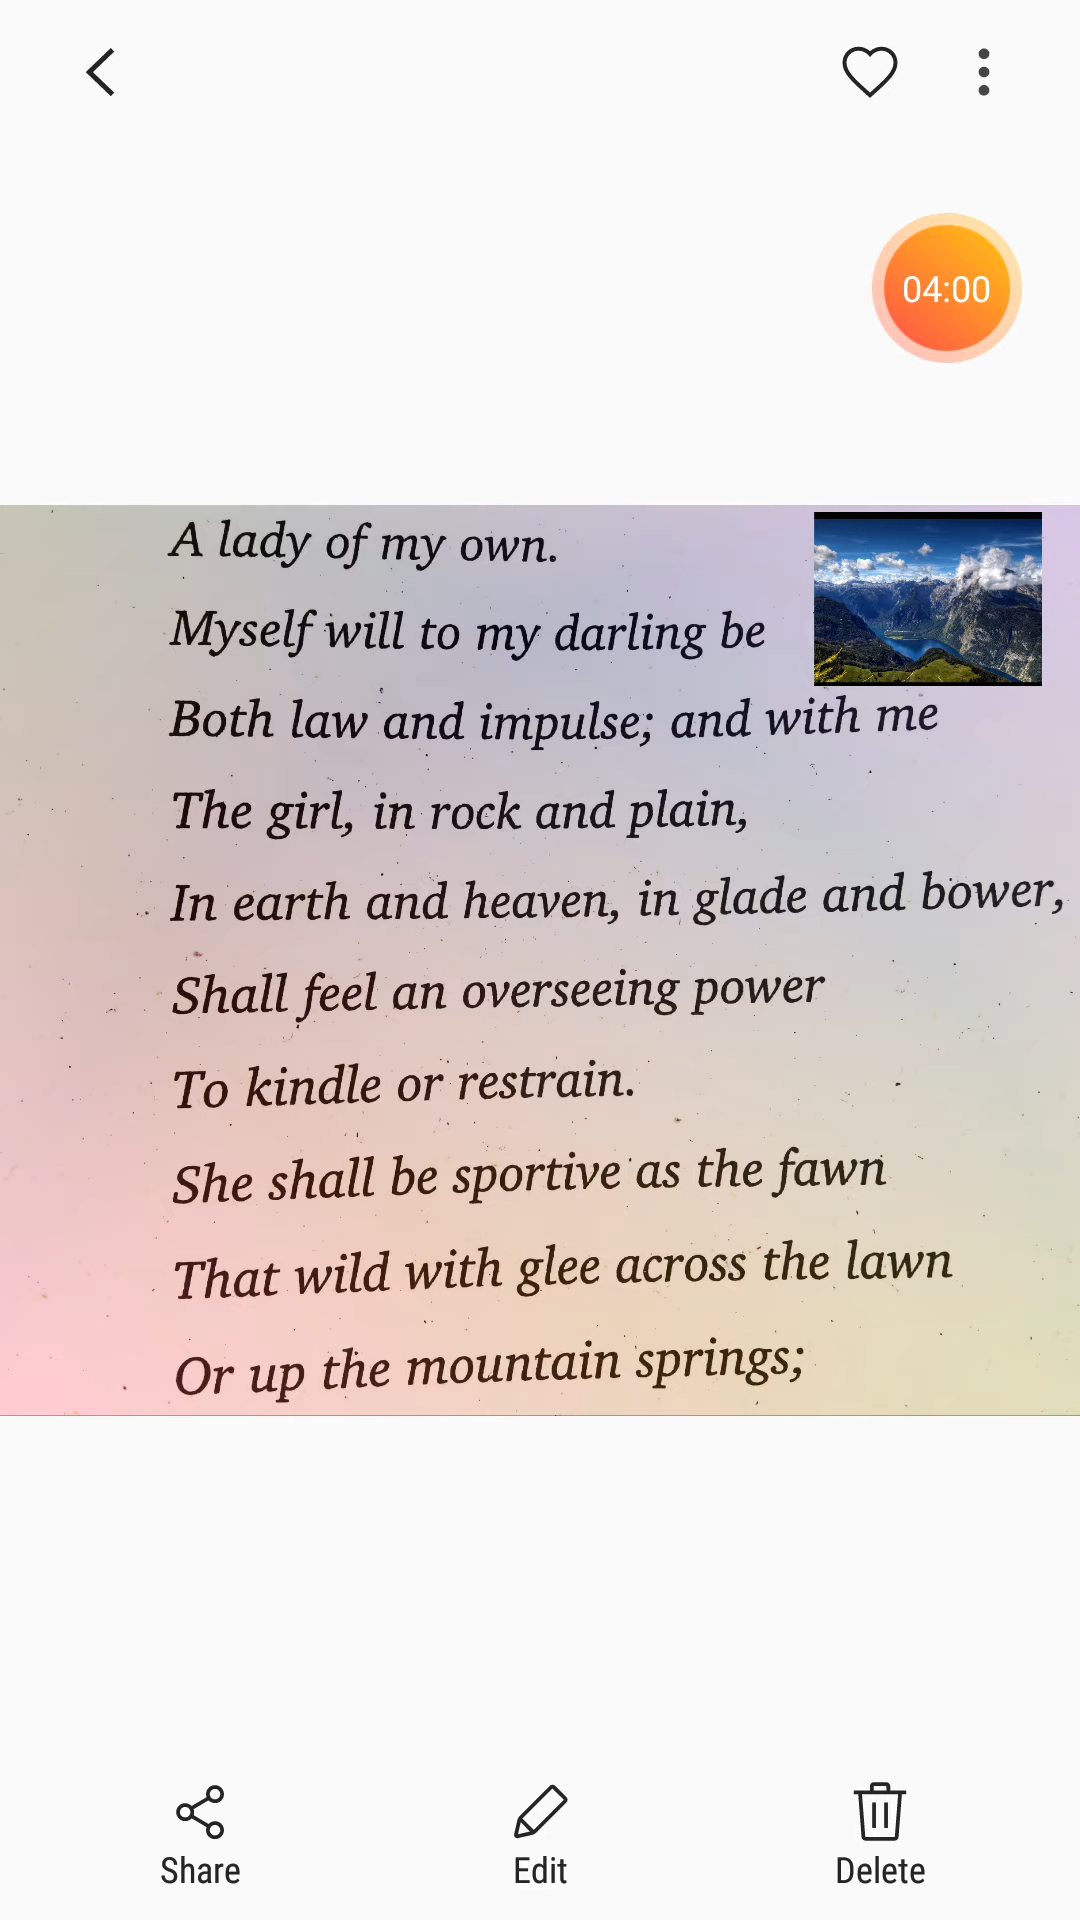 04:00
A lady of my own.
Myself will to my darling be
Both law and impulse; and with me
The girl, in rock and plain,
In earth and heaven, in glade and bower,
Shall feel an overseeing power
To kindle or restrain.
She shall be sportive as the fawn
That wild with glee across the lawn
Or up the mountain springs;
Share
Edit
Delete